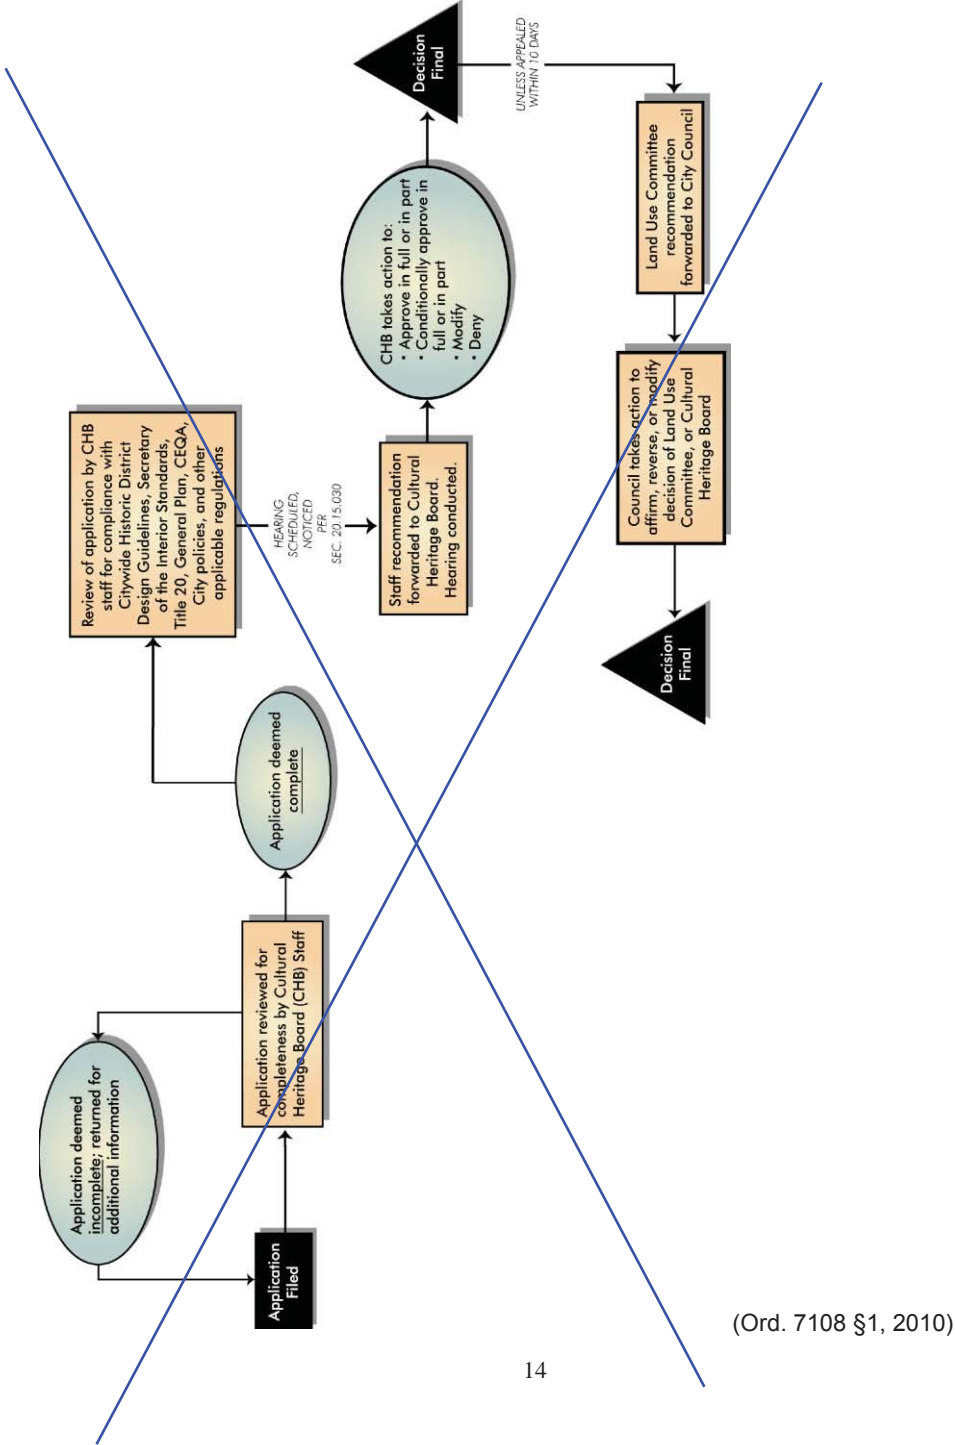 Application
Filed
Application deemed
incomplete; returned for
additional information
Application reviewed for
completeness by Cultural
Heritage Board (CHB) Staff
Application deemed
complete
Review of application by CHB
staff for compliance with
Citywide Historic District
Design Guidelines, Secretary
of the Interior Standards,
Title 20, General Plan, CEQA,
City policies, and other
applicable regulations
HEARING
SCHEDULED,
NOTICED
PER
SEC. 20.15.030
Staff recommendation
forwarded to Cultural
Heritage Board.
Hearing conducted.
CHB takes action to:
• Approve in full or in part
• Conditionally approve in
full or in part
• Modify
• Deny
Decision
Final
UNLESS APPEALED
WITHIN 10 DAYS
Land Use Committee
recommendation
forwarded to City Council
Council takes action to
affirm, reverse, or modify
decision of Land Use
Committee, or Cultural
Heritage Board
Decision
Final
(Ord. 7108 §1, 2010)
14